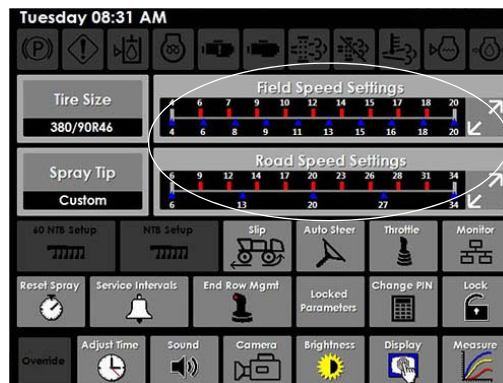 Tuesday 08:31 AM
Tire Size
380/90R46
Field Speed Settings
4 6 7 9 10 12 14 15 17 18 20
4 6 8 9 11 13 15 16 18 20
Spray Tip
Custom
Road Speed Settings
6 9 12 14 17 20 23 26 28 31 34
6 13 20 27 34
60 NTB Setup
NTB Setup
Slip
Auto Steer
Throttle
Monitor
Reset Spray
Service Intervals
End Row Mgmt
Locked
Parameters
Change PIN
Lock
Override
Adjust Time
Sound
Camera
Brightness
Display
Measure